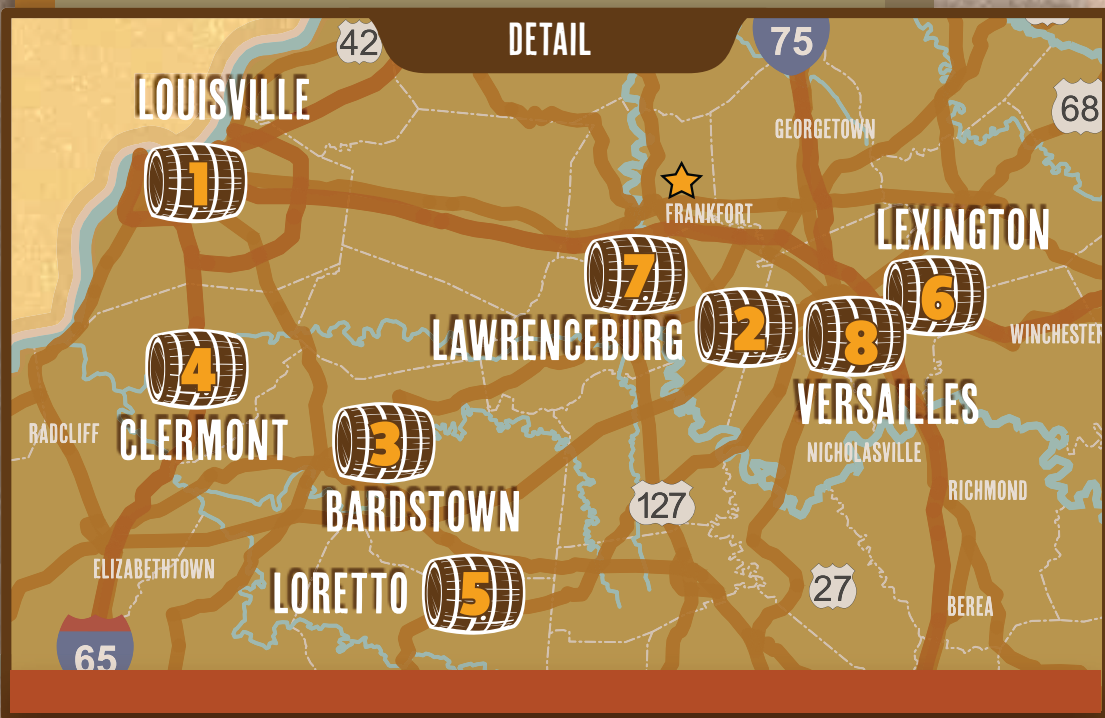 DETAIL
42
75
LOUISVILLE
68
GEORGETOWN
1
FRANKFORT
LEXINGTON
7
6
2
8
LAWRENCEBURG
WINCHESTER
4
VERSAILLES
RADCLIFF
CLERMONT
3
NICHOLASVILLE
BARDSTOWN
127
RICHMOND
ELIZABETHTOWN
LORETTO
5
27
BEREA
65